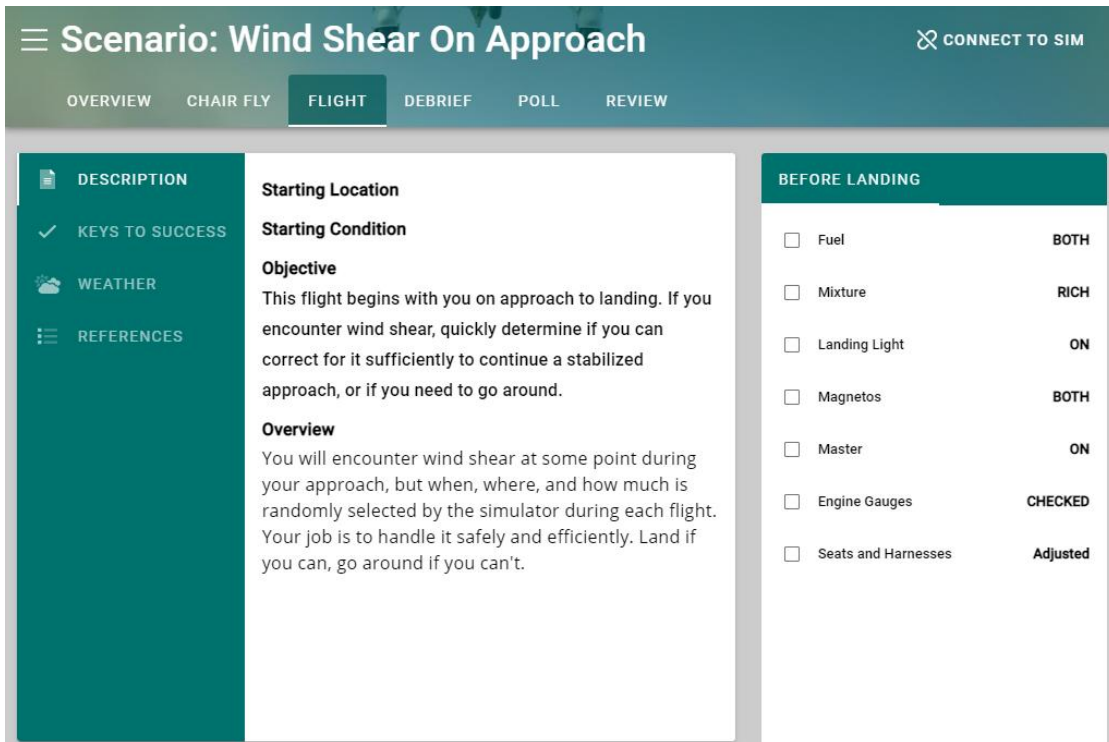 Scenario: Wind Shear On Approach
CONNECT TO SIM
OVERVIEW CHAIR FLY FLIGHT DEBRIEF POLL REVIEW
DESCRIPTION
KEYS TO SUCCESS
WEATHER
REFERENCES
Starting Location
Starting Condition
Objective
This flight begins with you on approach to landing. If you
encounter wind shear, quickly determine if you can
correct for it sufficiently to continue a stabilized
approach, or if you need to go around.
Overview
You will encounter wind shear at some point during
your approach, but when, where, and how much is
randomly selected by the simulator during each flight.
Your job is to handle it safely and efficiently. Land if
you can, go around if you can't.
BEFORE LANDING
Fuel BOTH
Mixture RICH
Landing Light ON
Magnetos BOTH
Master ON
Engine Gauges CHECKED
Seats and Harnesses Adjusted